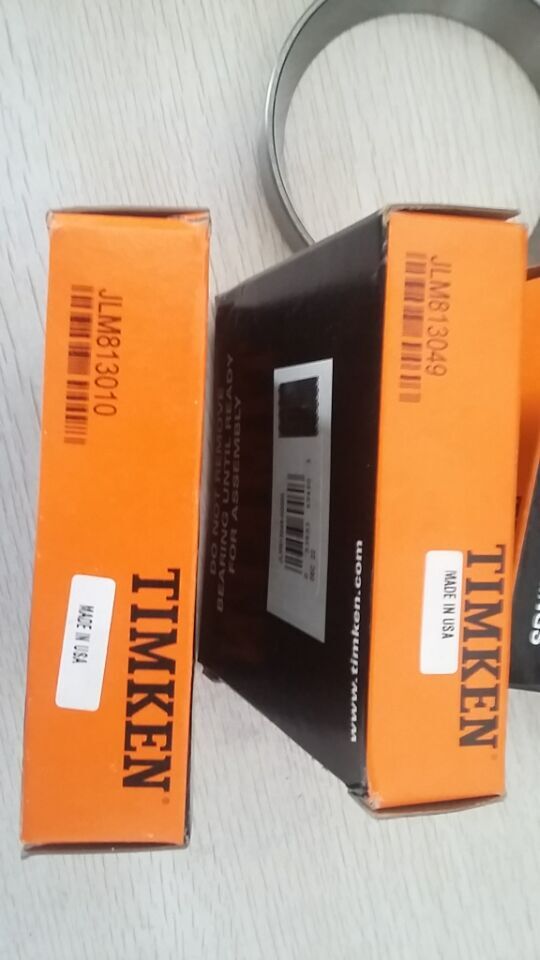 JLM813010
TIMKEN
MADE IN USA
DO NOT REMOVE
BEARING UNTIL READY
FOR ASSEMBLY
www.timken.com
JLM813049
TIMKEN
MADE IN USA